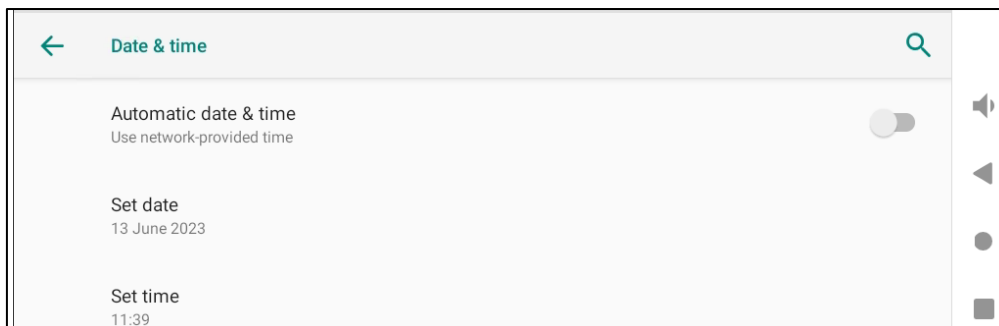 Date & time
Automatic date & time
Use network-provided time
Set date
13 June 2023
Set time
11:39